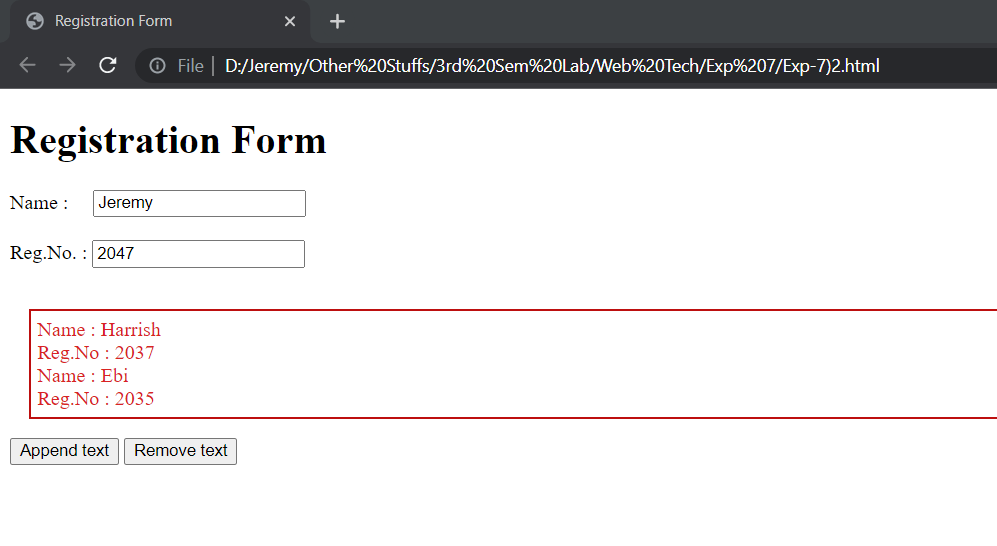 Registration Form
File | D:/Jeremy/Other%20Stuffs/3rd%20Sem%20Lab/Web%20Tech/Exp%207/Exp-7)2.html
Registration Form
Name : Jeremy
Reg.No. : 2047
Name : Harrish
Reg.No : 2037
Name : Ebi
Reg.No : 2035
Append text Remove text